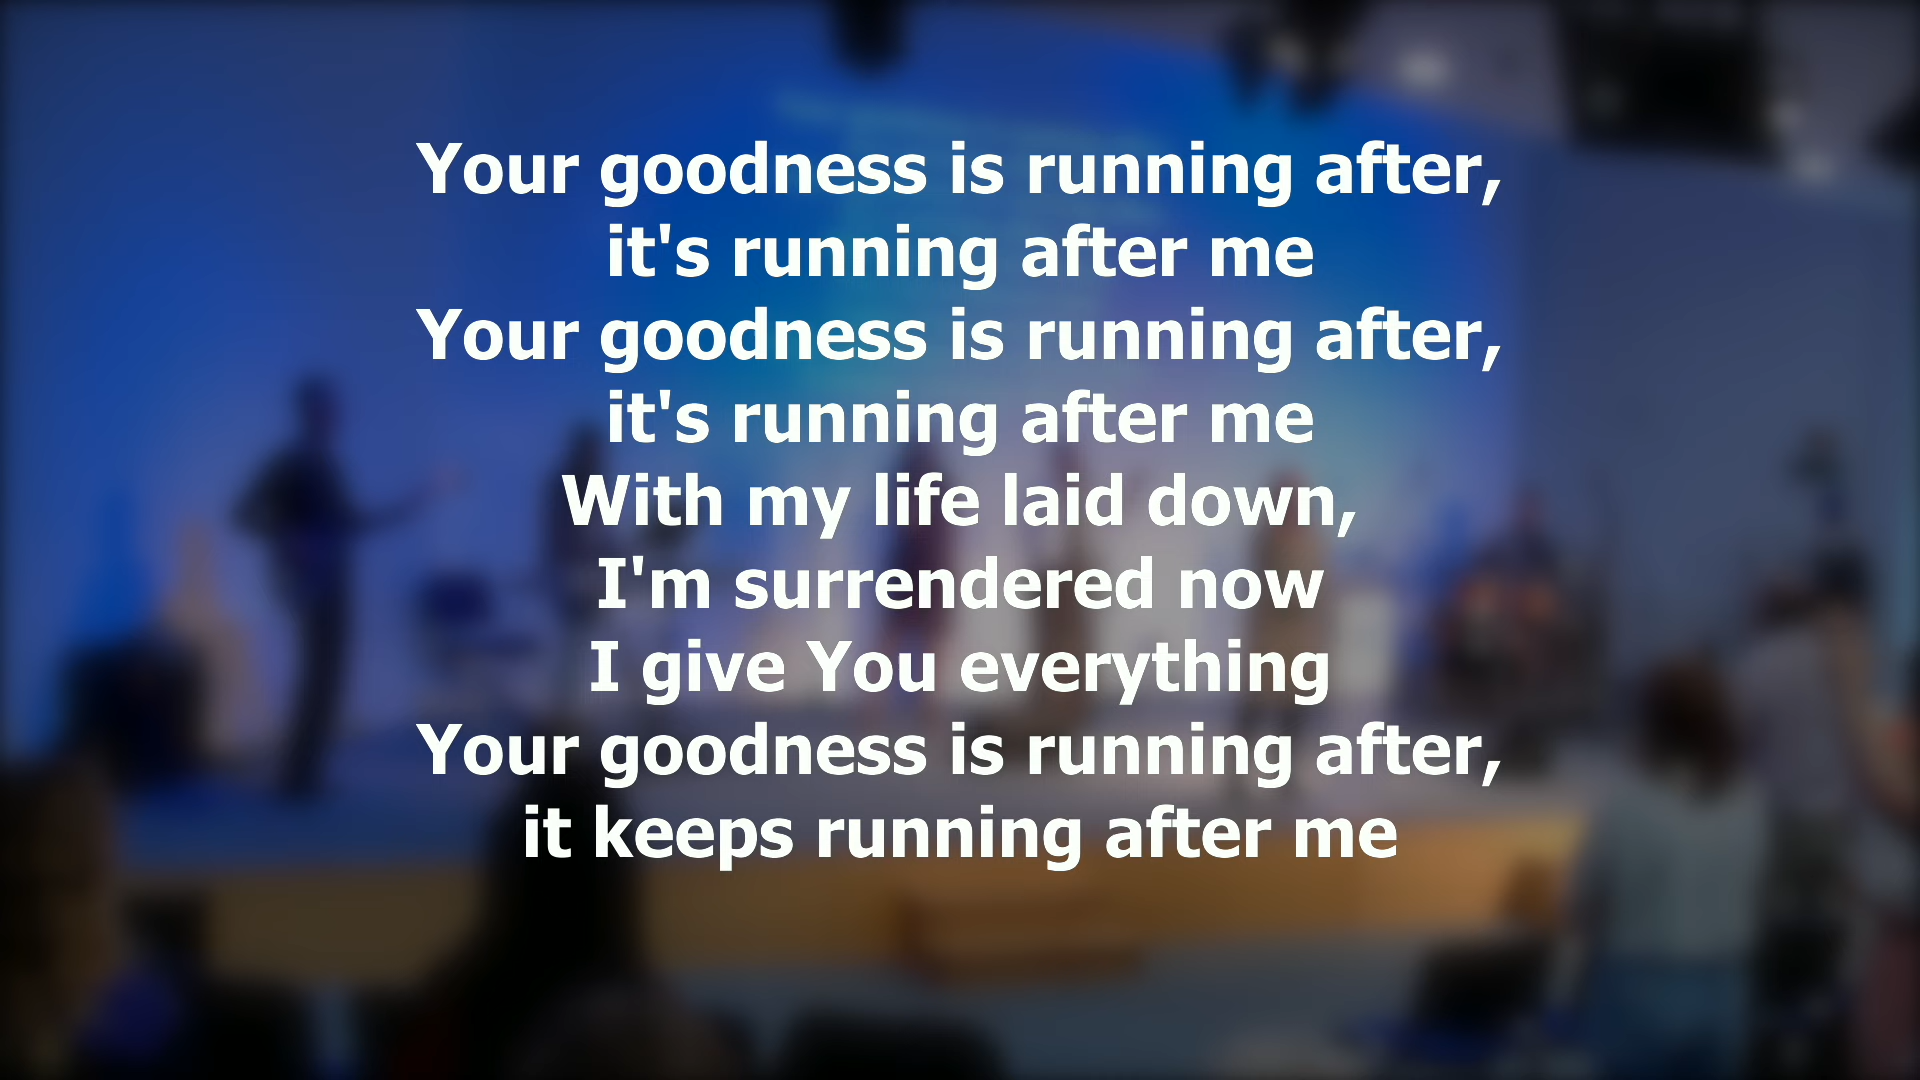 Your goodness is running after,
it's running after me
Your goodness is running after,
it's running after me
With my life laid down,
I'm surrendered now
I give You everything
Your goodness is running after,
it keeps running after me